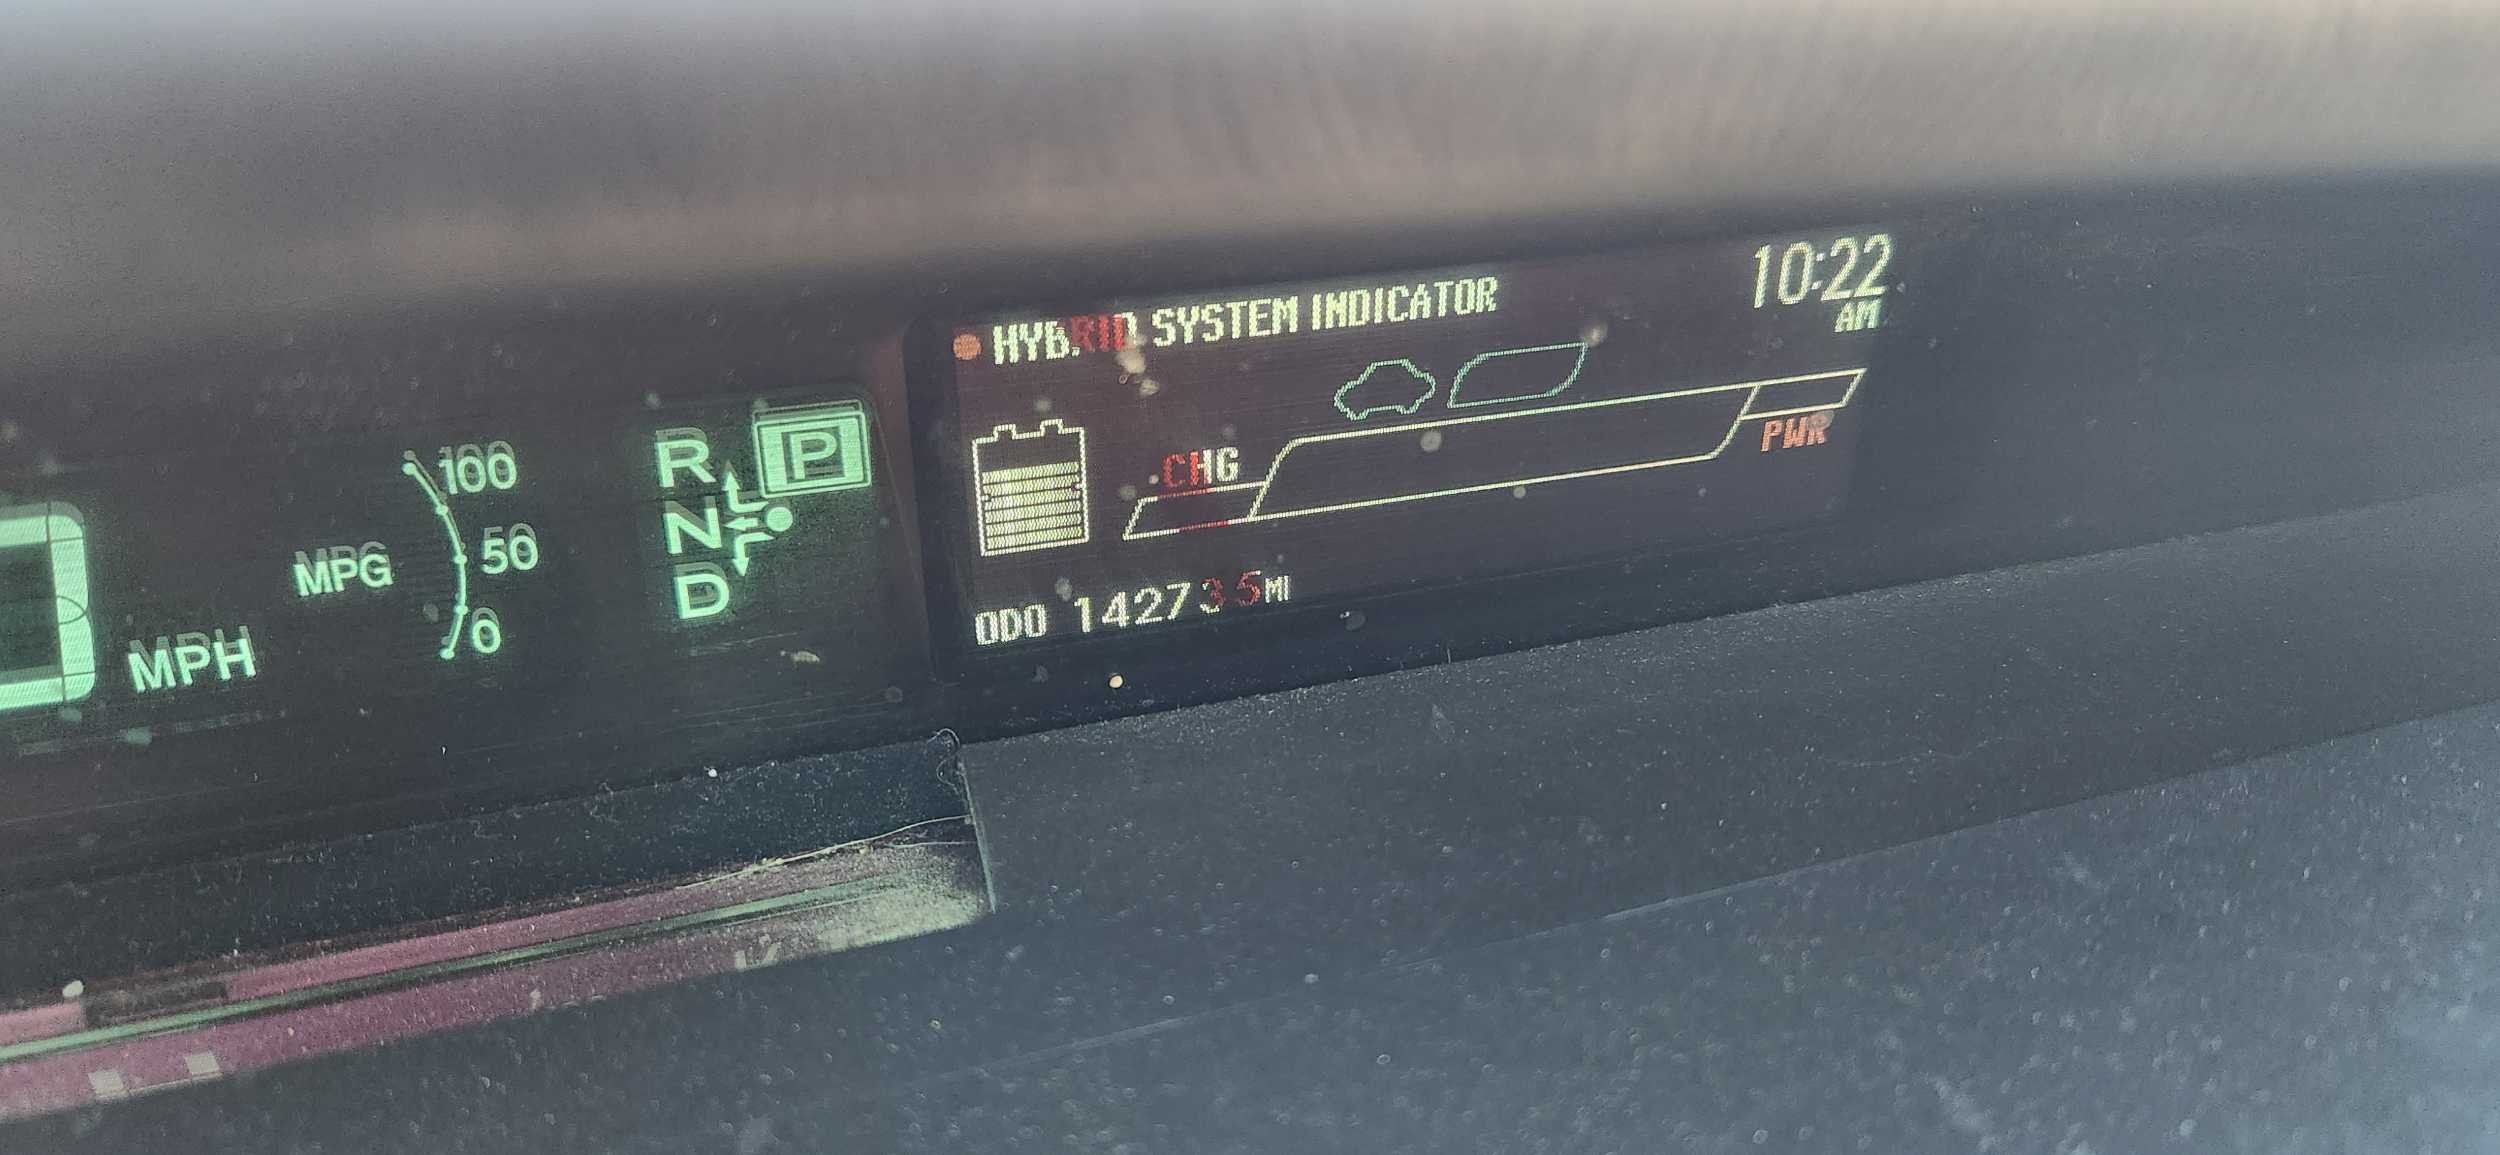 HYBRID SYSTEM INDICATOR
10:22
AM
100
MPG
50
0
MPH
R
P
N
D
CHG
PWR
ODO 142735 MI